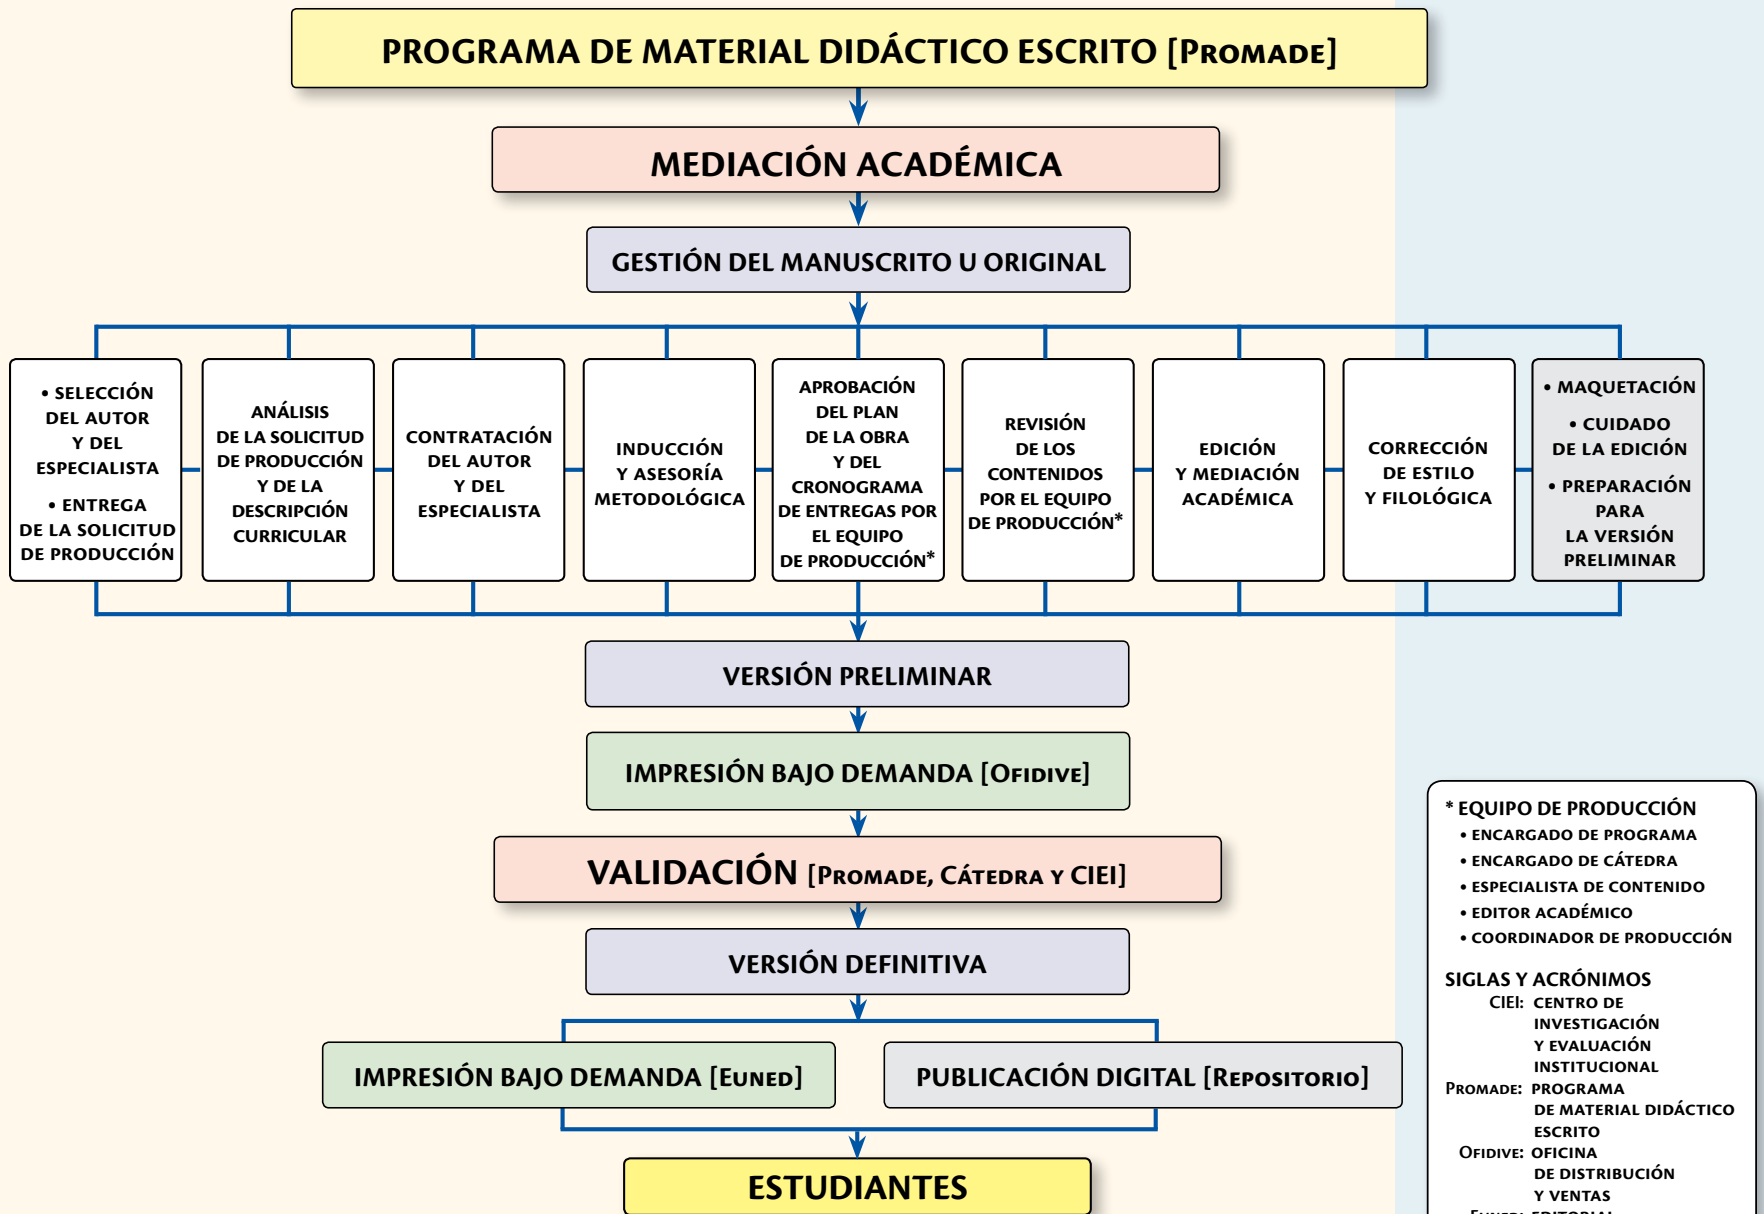 PROGRAMA DE MATERIAL DIDÁCTICO ESCRITO [PROMADE]
MEDIACIÓN ACADÉMICA
GESTIÓN DEL MANUSCRITO U ORIGINAL
• SELECCIÓN
DEL AUTOR
Y DEL
ESPECIALISTA
• ENTREGA
DE LA SOLICITUD
DE PRODUCCIÓN
ANÁLISIS
DE LA SOLICITUD
DE PRODUCCIÓN
Y DE LA
DESCRIPCIÓN
CURRICULAR
CONTRATACIÓN
DEL AUTOR
Y DEL
ESPECIALISTA
INDUCCIÓN
Y ASESORÍA
METODOLÓGICA
APROBACIÓN
DEL PLAN
DE LA OBRA
Y DEL
CRONOGRAMA
DE ENTREGAS POR
EL EQUIPO
DE PRODUCCIÓN*
REVISIÓN
DE LOS
CONTENIDOS
POR EL EQUIPO
DE PRODUCCIÓN*
EDICIÓN
Y MEDIACIÓN
ACADÉMICA
CORRECCIÓN
DE ESTILO
Y FILOLÓGICA
• MAQUETACIÓN
• CUIDADO
DE LA EDICIÓN
• PREPARACIÓN
PARA
LA VERSIÓN
PRELIMINAR
VERSIÓN PRELIMINAR
IMPRESIÓN BAJO DEMANDA [OFIDIVE]
VALIDACIÓN [PROMADE, CÁTEDRA Y CIEI]
VERSIÓN DEFINITIVA
IMPRESIÓN BAJO DEMANDA [EUNED]
PUBLICACIÓN DIGITAL [REPOSITORIO]
ESTUDIANTES
* EQUIPO DE PRODUCCIÓN
• ENCARGADO DE PROGRAMA
• ENCARGADO DE CÁTEDRA
• ESPECIALISTA DE CONTENIDO
• EDITOR ACADÉMICO
• COORDINADOR DE PRODUCCIÓN
SIGLAS Y ACRÓNIMOS
CIEI: CENTRO DE
INVESTIGACIÓN
Y EVALUACIÓN
INSTITUCIONAL
PROMADE: PROGRAMA
DE MATERIAL DIDÁCTICO
ESCRITO
OFIDIVE: OFICINA
DE DISTRIBUCIÓN
Y VENTAS
EUNED: EDITORIAL